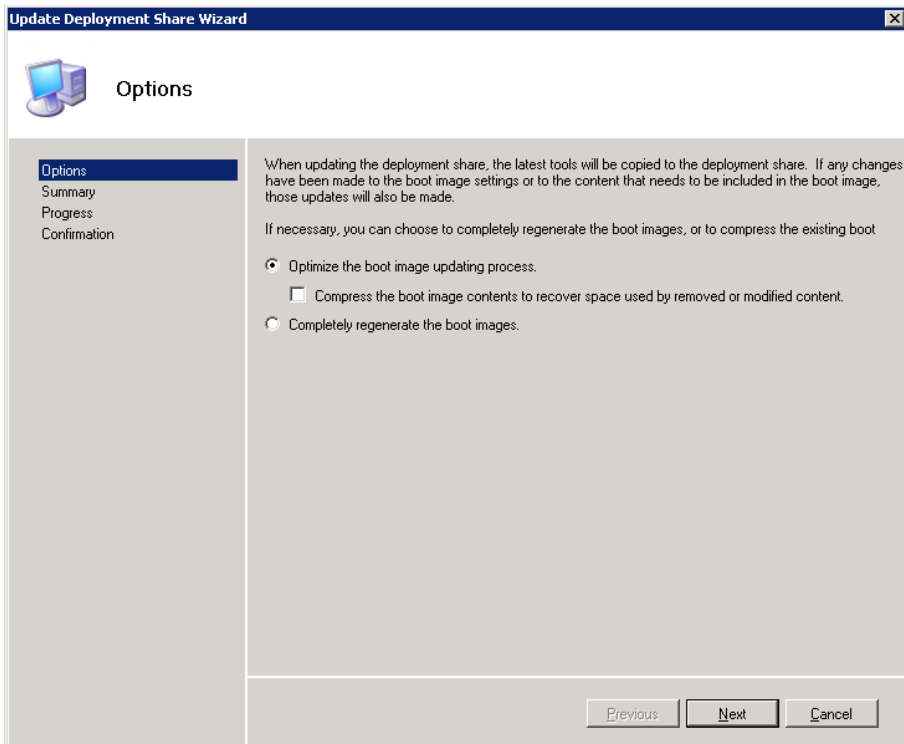 Update Deployment Share Wizard
Options
Options
Summary
Progress
Confirmation
When updating the deployment share, the latest tools will be copied to the deployment share. If any changes
have been made to the boot image settings or to the content that needs to be included in the boot image,
those updates will also be made.
If necessary, you can choose to completely regenerate the boot images, or to compress the existing boot
Optimize the boot image updating process.
Compress the boot image contents to recover space used by removed or modified content.
Completely regenerate the boot images.
Previous Next Cancel